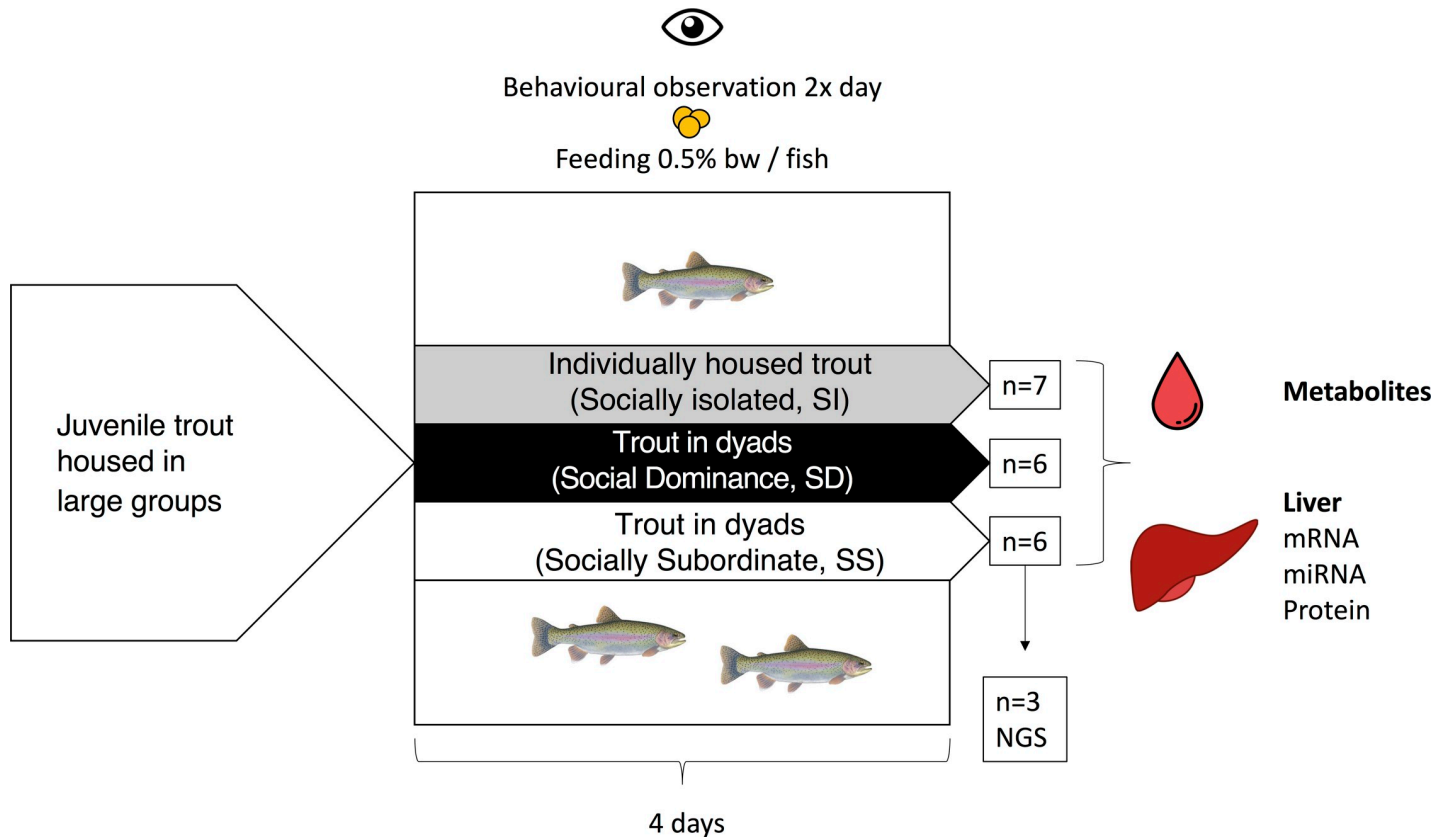 Behavioural observation 2x day
Feeding 0.5% bw / fish
Juvenile trout
housed in
large groups
Individually housed trout
(Socially isolated, SI)
Trout in dyads
(Social Dominance, SD)
Trout in dyads
(Socially Subordinate, SS)
n=7
n=6
n=6
n=3
NGS
Metabolites
Liver
mRNA
miRNA
Protein
4 days